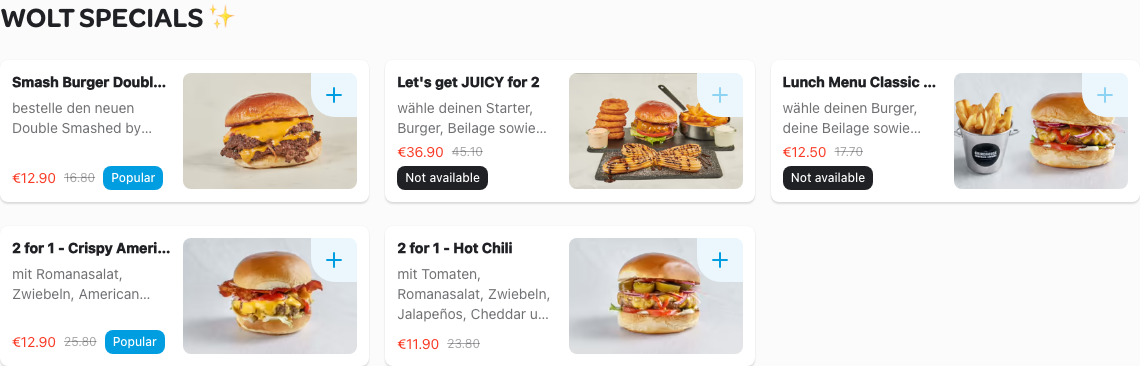 WOLT SPECIALS ✨
Smash Burger Doubl...
bestelle den neuen
Double Smashed by...
€12.90 16.80 Popular
Let's get JUICY for 2
wähle deinen Starter,
Burger, Beilage sowie...
€36.90 45.10
Not available
Lunch Menu Classic ...
wähle deinen Burger,
deine Beilage sowie...
€12.50 17.70
Not available
2 for 1 - Crispy Ameri...
mit Romanasalat,
Zwiebeln, American...
€12.90 25.80 Popular
2 for 1 - Hot Chili
mit Tomaten,
Romanasalat, Zwiebeln,
Jalapeños, Cheddar u...
€11.90 23.80